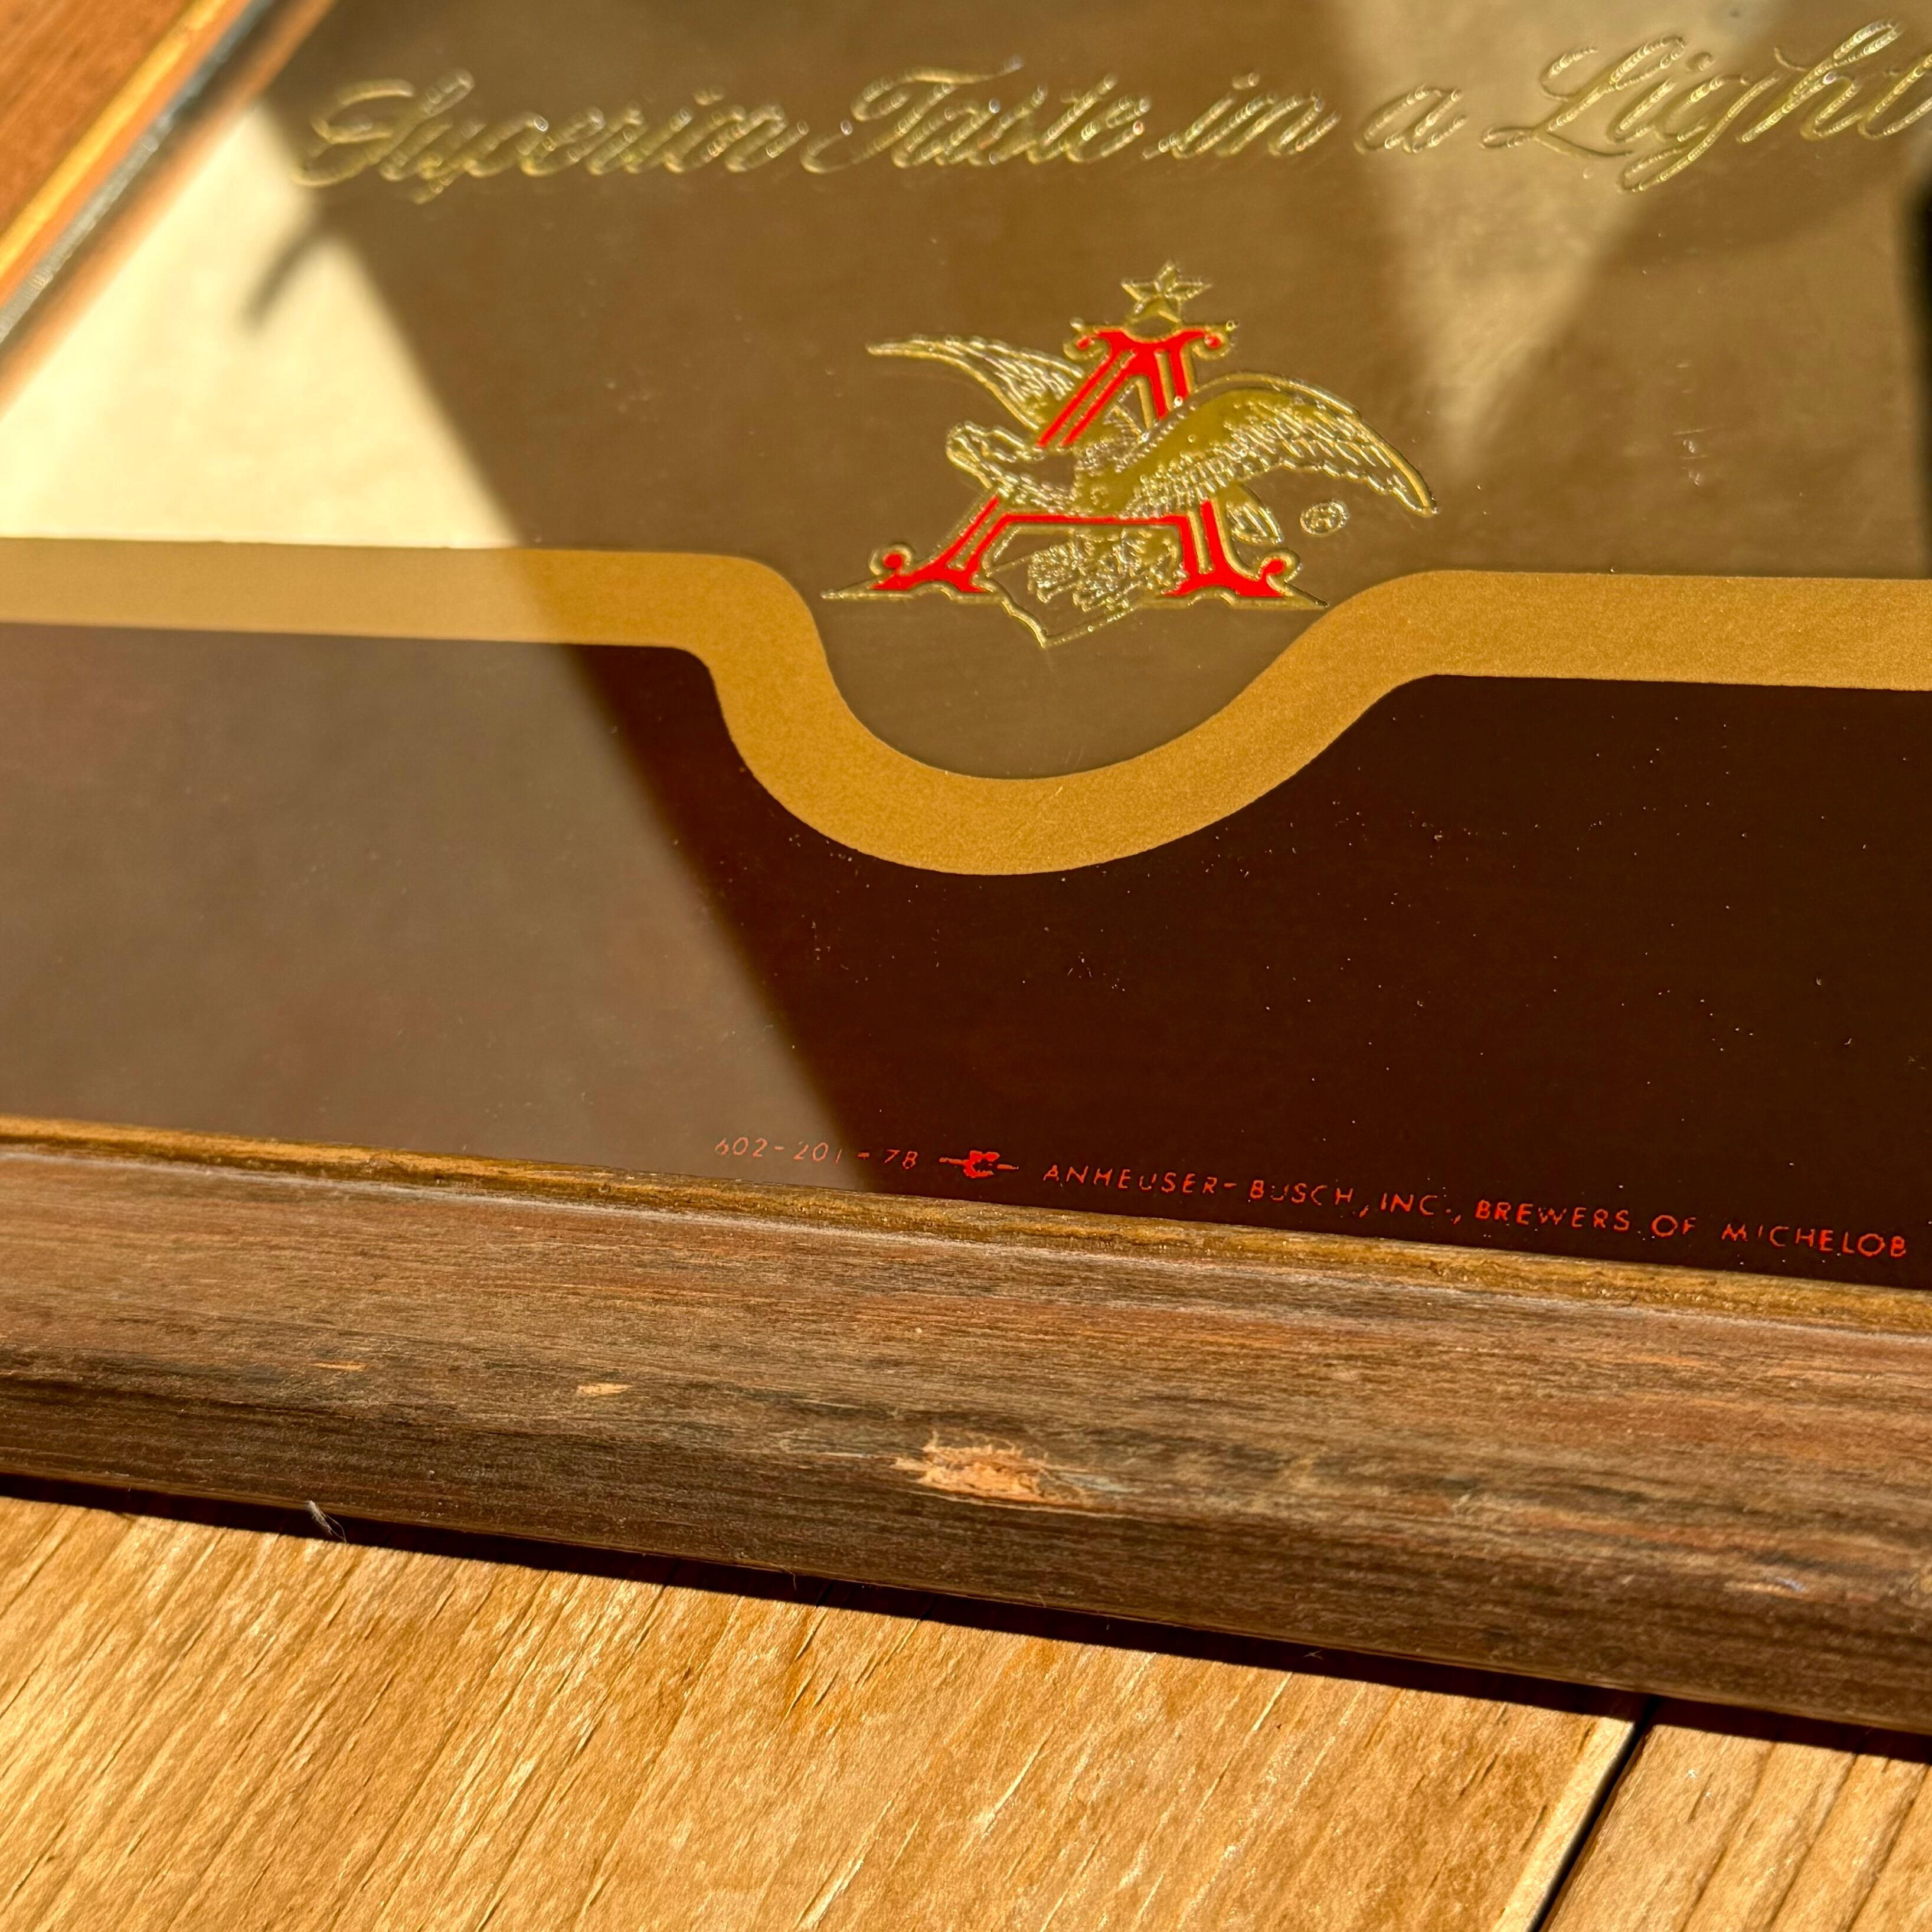 Superior Taste in a Light
A
®
602-201-78 ANHEUSER-BUSCH, INC., BREWERS OF MICHELOB